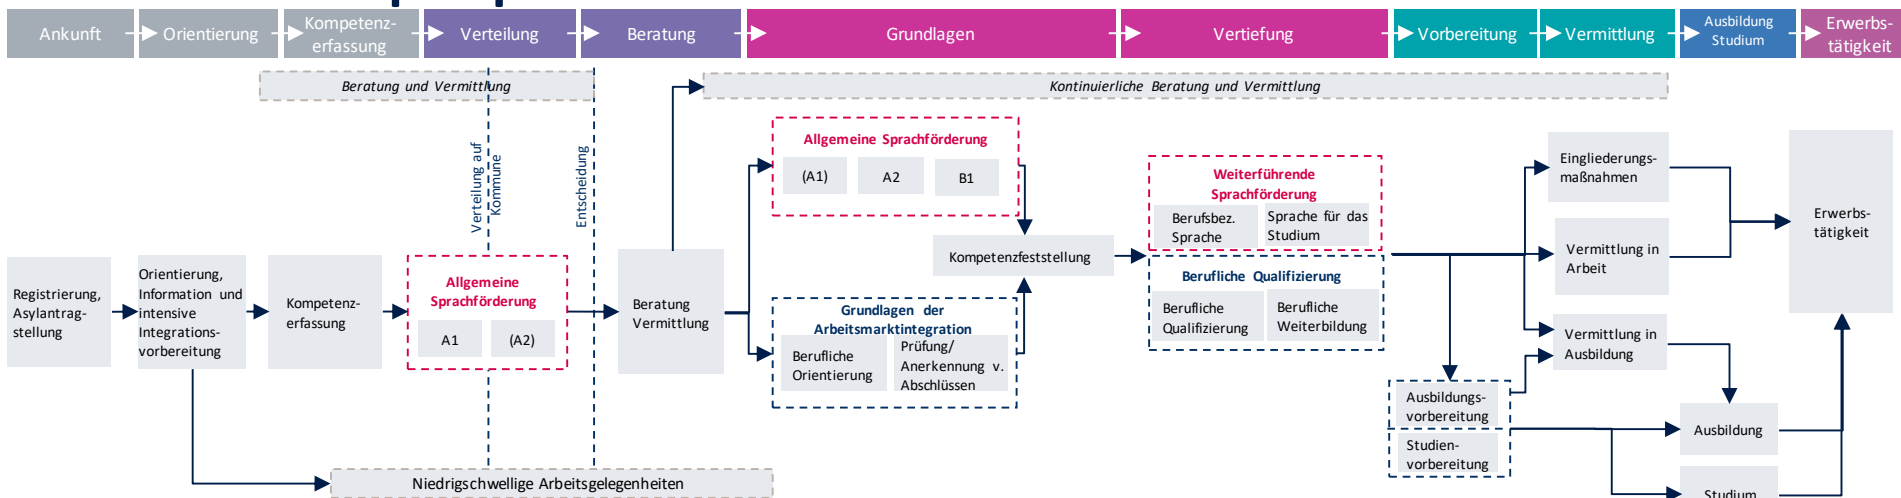 Ankunft
Orientierung
Kompetenz-
erfassung
Verteilung
Beratung
Grundlagen
Vertiefung
Vorbereitung
Vermittlung
Ausbildung
Studium
Erwerbs-
tätigkeit
Beratung und Vermittlung
Kontinuierliche Beratung und Vermittlung
Verteilung auf
Kommune
Entscheidung
Registrierung,
Asylantrag-
stellung
Orientierung,
Information und
intensive
Integrations-
vorbereitung
Kompetenz-
erfassung
Allgemeine
Sprachförderung
A1
(A2)
Beratung
Vermittlung
Allgemeine Sprachförderung
(A1)
A2
B1
Grundlagen der
Arbeitsmarktintegration
Berufliche
Orientierung
Prüfung/
Anerkennung v.
Abschlüssen
Kompetenzfeststellung
Weiterführende
Sprachförderung
Berufsbez.
Sprache
Sprache für das
Studium
Berufliche Qualifizierung
Berufliche
Qualifizierung
Berufliche
Weiterbildung
Ausbildungs-
vorbereitung
Studien-
vorbereitung
Eingliederungs-
maßnahmen
Vermittlung in
Arbeit
Vermittlung in
Ausbildung
Ausbildung
Studium
Erwerbs-
tätigkeit
Niedrigschwellige Arbeitsgelegenheiten